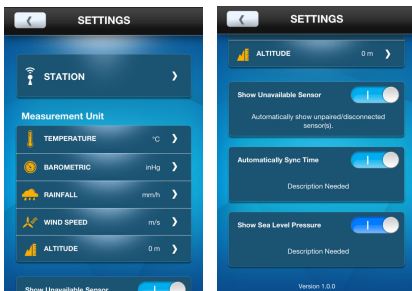 SETTINGS
STATION
Measurement Unit
TEMPERATURE °C
BAROMETRIC inHg
RAINFALL mm/h
WIND SPEED m/s
ALTITUDE 0 m
Show Unavailable Sensor
SETTINGS
ALTITUDE 0 m
Show Unavailable Sensor
Automatically show unpaired/disconnected
sensor(s).
Automatically Sync Time
Description Needed
Show Sea Level Pressure
Description Needed
Version 1.0.0